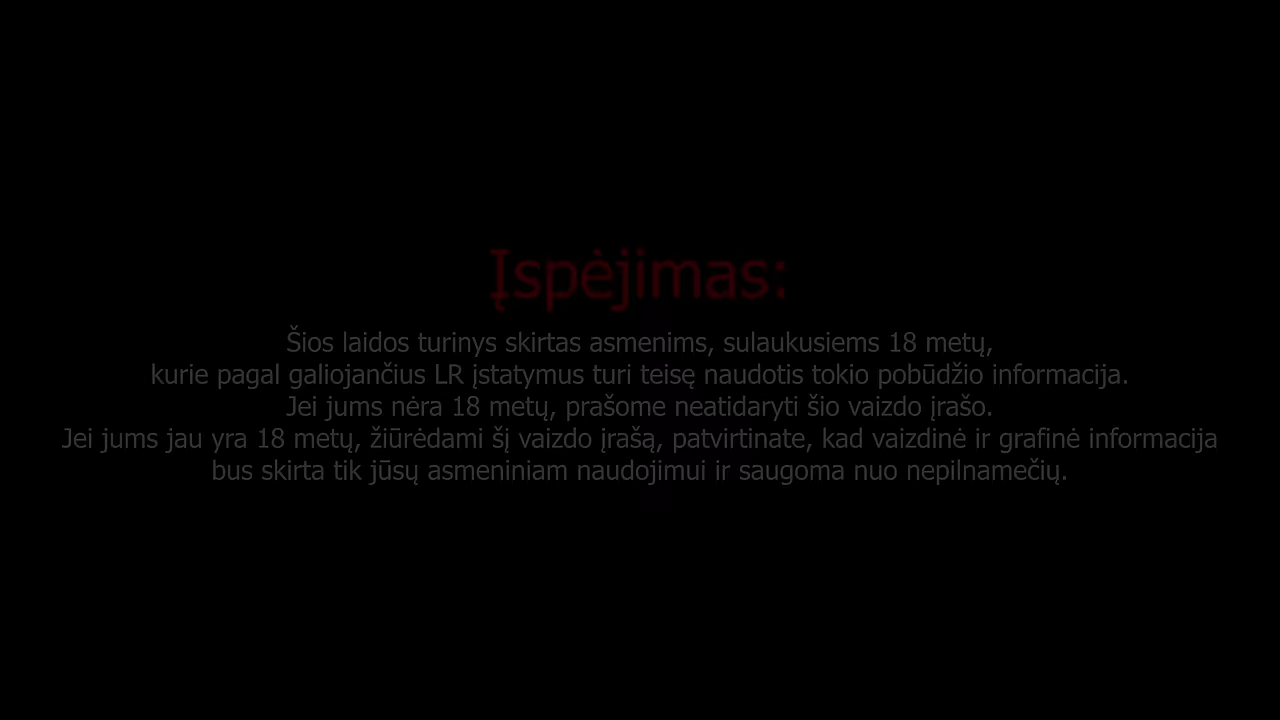 Įspėjimas:
Šios laidos turinys skirtas asmenims, sulaukusiems 18 metų,
kurie pagal galiojančius LR įstatymus turi teisę naudotis tokio pobūdžio informacija.
Jei jums nėra 18 metų, prašome neatidaryti šio vaizdo įrašo.
Jei jums jau yra 18 metų, žiūrėdami šį vaizdo įrašą, patvirtinate, kad vaizdinė ir grafinė informacija
bus skirta tik jūsų asmeniniam naudojimui ir saugoma nuo nepilnamečių.